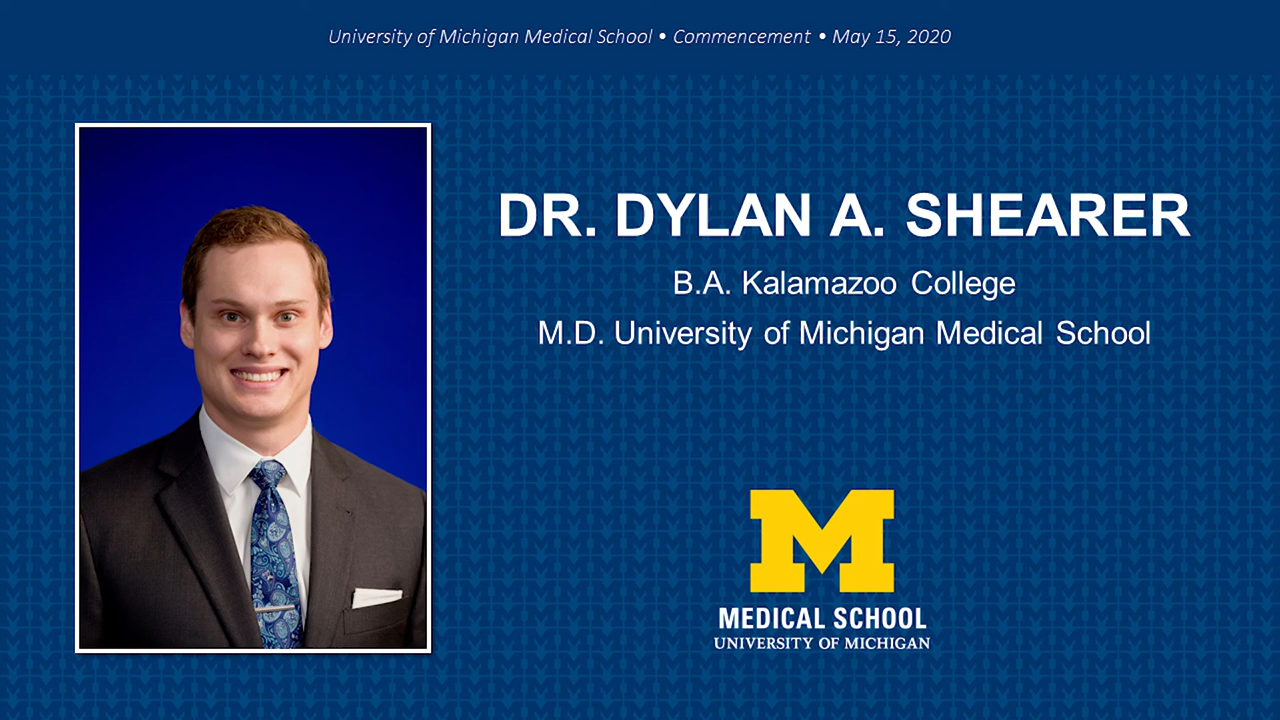 University of Michigan Medical School • Commencement • May 15, 2020
DR. DYLAN A. SHEARER
B.A. Kalamazoo College
M.D. University of Michigan Medical School
M
MEDICAL SCHOOL
UNIVERSITY OF MICHIGAN